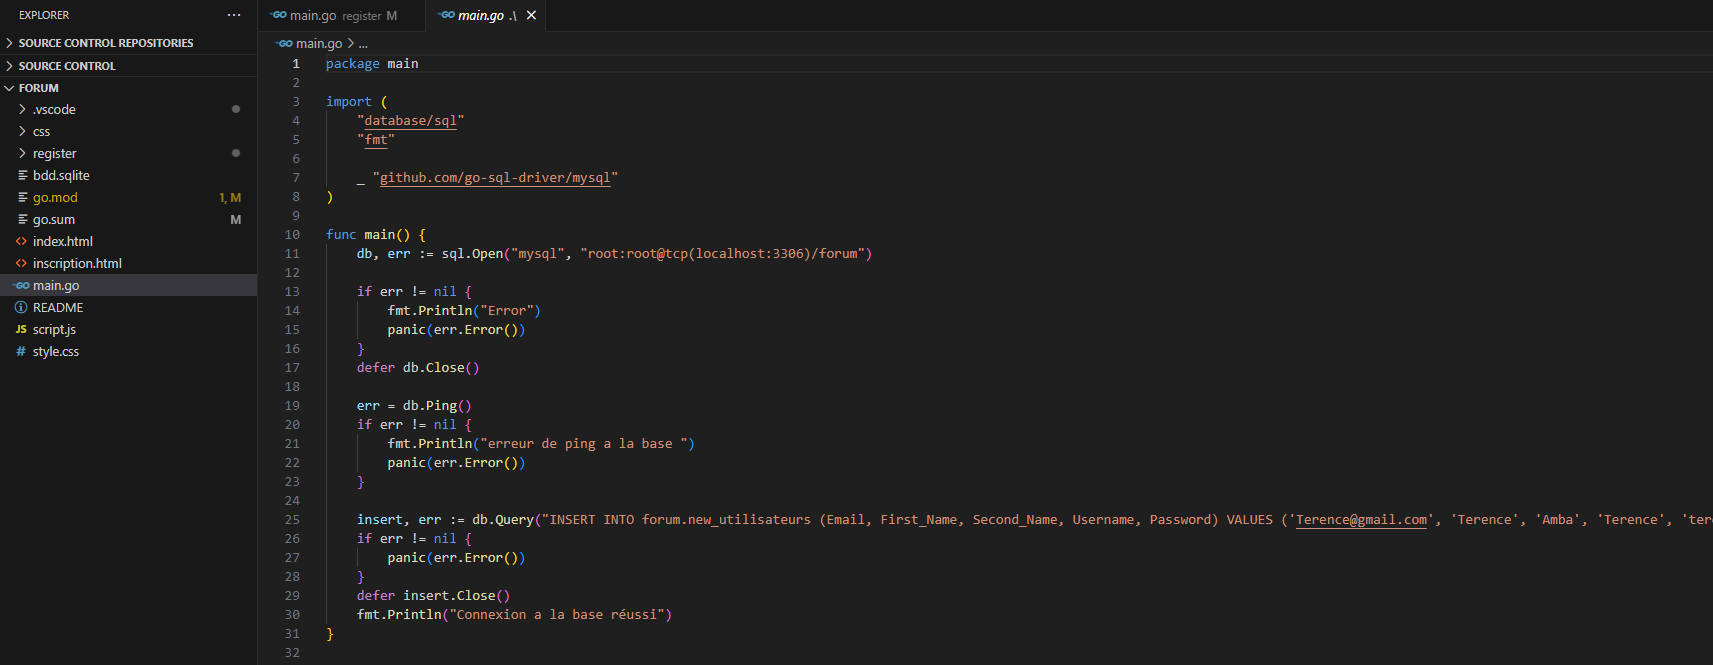 EXPLORER ...
SOURCE CONTROL REPOSITORIES
SOURCE CONTROL
FORUM
.vscode
css
register
bdd.sqlite
go.mod 1, M
go.sum M
index.html
inscription.html
GO main.go
README
JS script.js
# style.css
GO main.go register M
GO main.go .\
GO main.go > ...
1 package main
2
3 import (
4 "database/sql"
5 "fmt"
6
7 _ "github.com/go-sql-driver/mysql"
8 )
9
10 func main() {
11 db, err := sql.Open("mysql", "root:root@tcp(localhost:3306)/forum")
12
13 if err != nil {
14 fmt.Println("Error")
15 panic(err.Error())
16 }
17 defer db.Close()
18
19 err = db.Ping()
20 if err != nil {
21 fmt.Println("erreur de ping a la base ")
22 panic(err.Error())
23 }
24
25 insert, err := db.Query("INSERT INTO forum.new_utilisateurs (Email, First_Name, Second_Name, Username, Password) VALUES ('Terence@gmail.com', 'Terence', 'Amba', 'Terence', 'ter
26 if err != nil {
27 panic(err.Error())
28 }
29 defer insert.Close()
30 fmt.Println("Connexion a la base réussi")
31 }
32